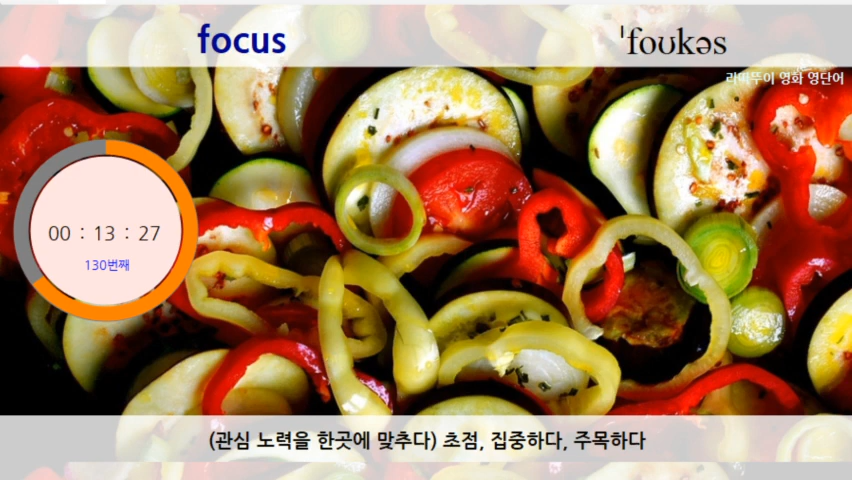 focus
ˈfoʊkəs
라따뚜이 영화 영단어
00 : 13 : 27
130번째
(관심 노력을 한곳에 맞추다) 초점, 집중하다, 주목하다